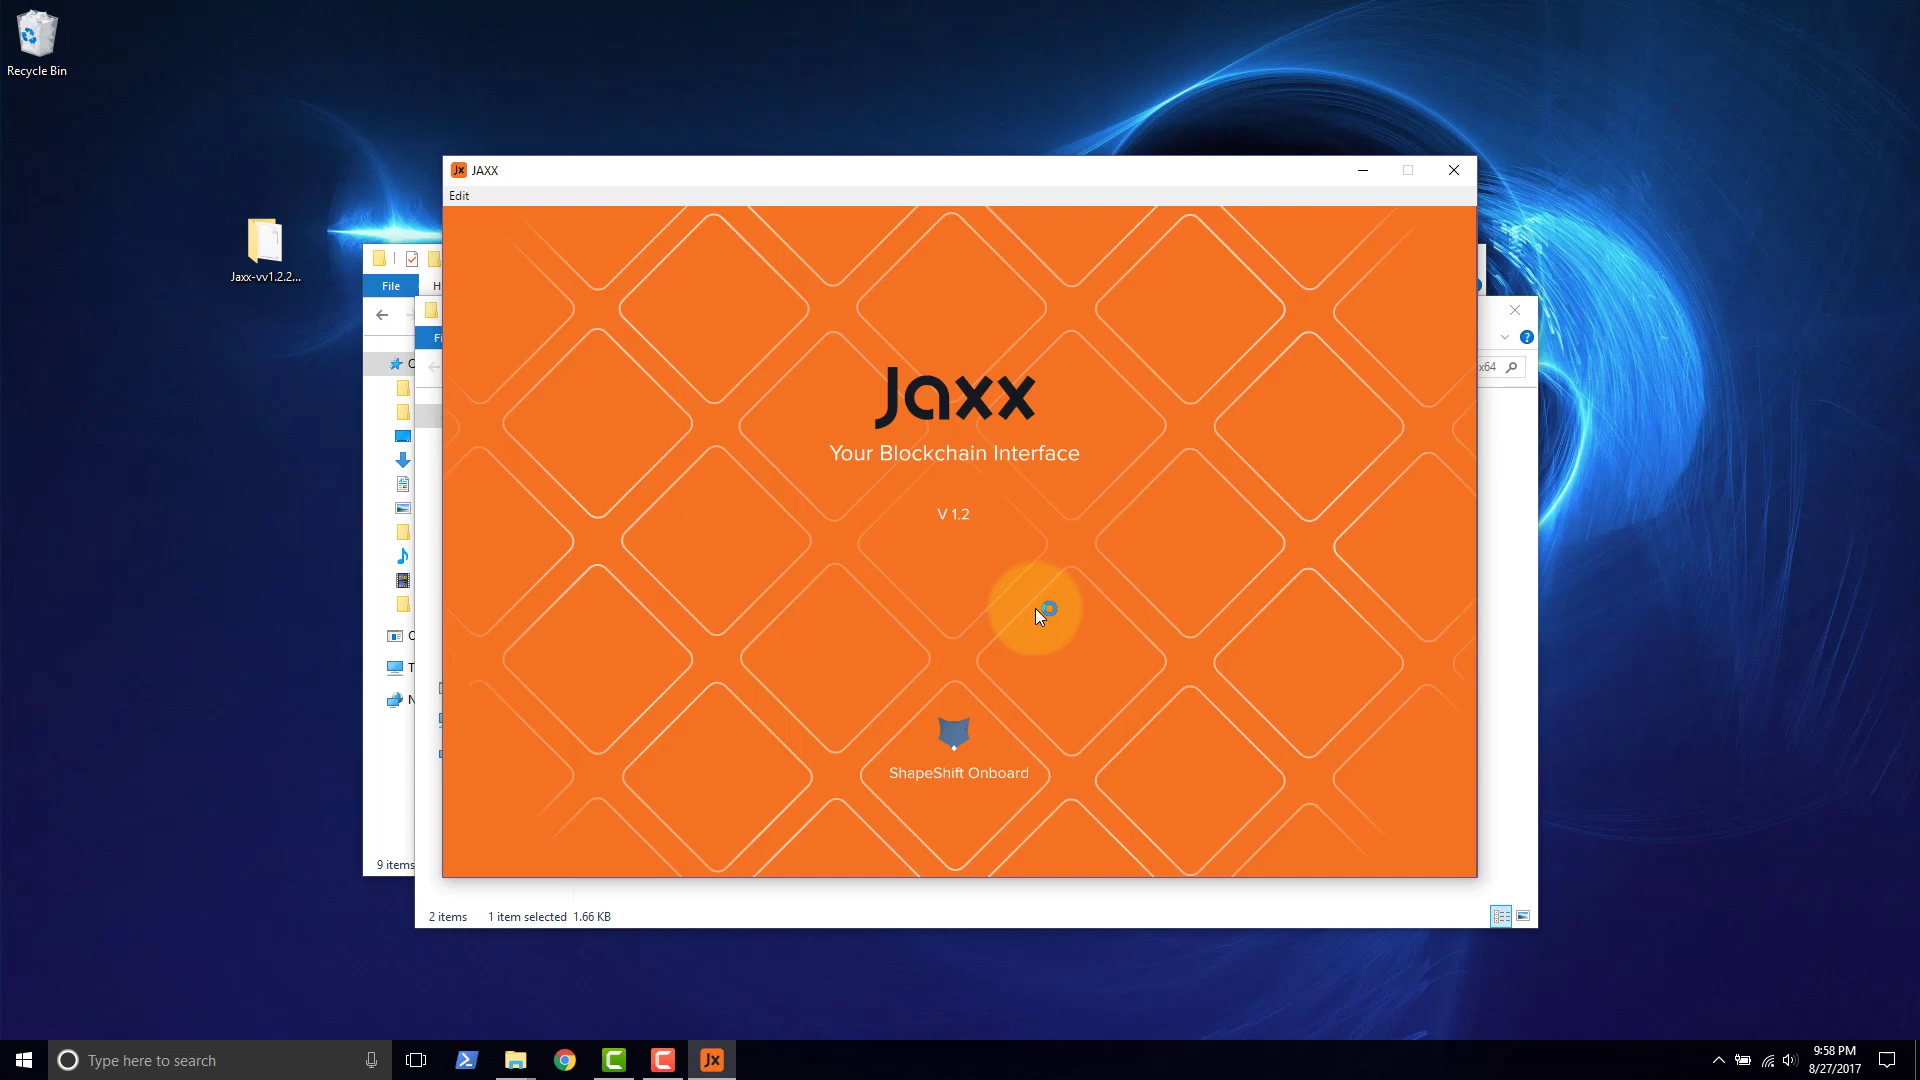 Recycle Bin
Jaxx-vv1.2.2...
Jx JAXX
Edit
File
9 items
x64
Jaxx
Your Blockchain Interface
V 1.2
ShapeShift Onboard
2 items 1 item selected 1.66 KB
Type here to search
Jx
9:58 PM
8/27/2017